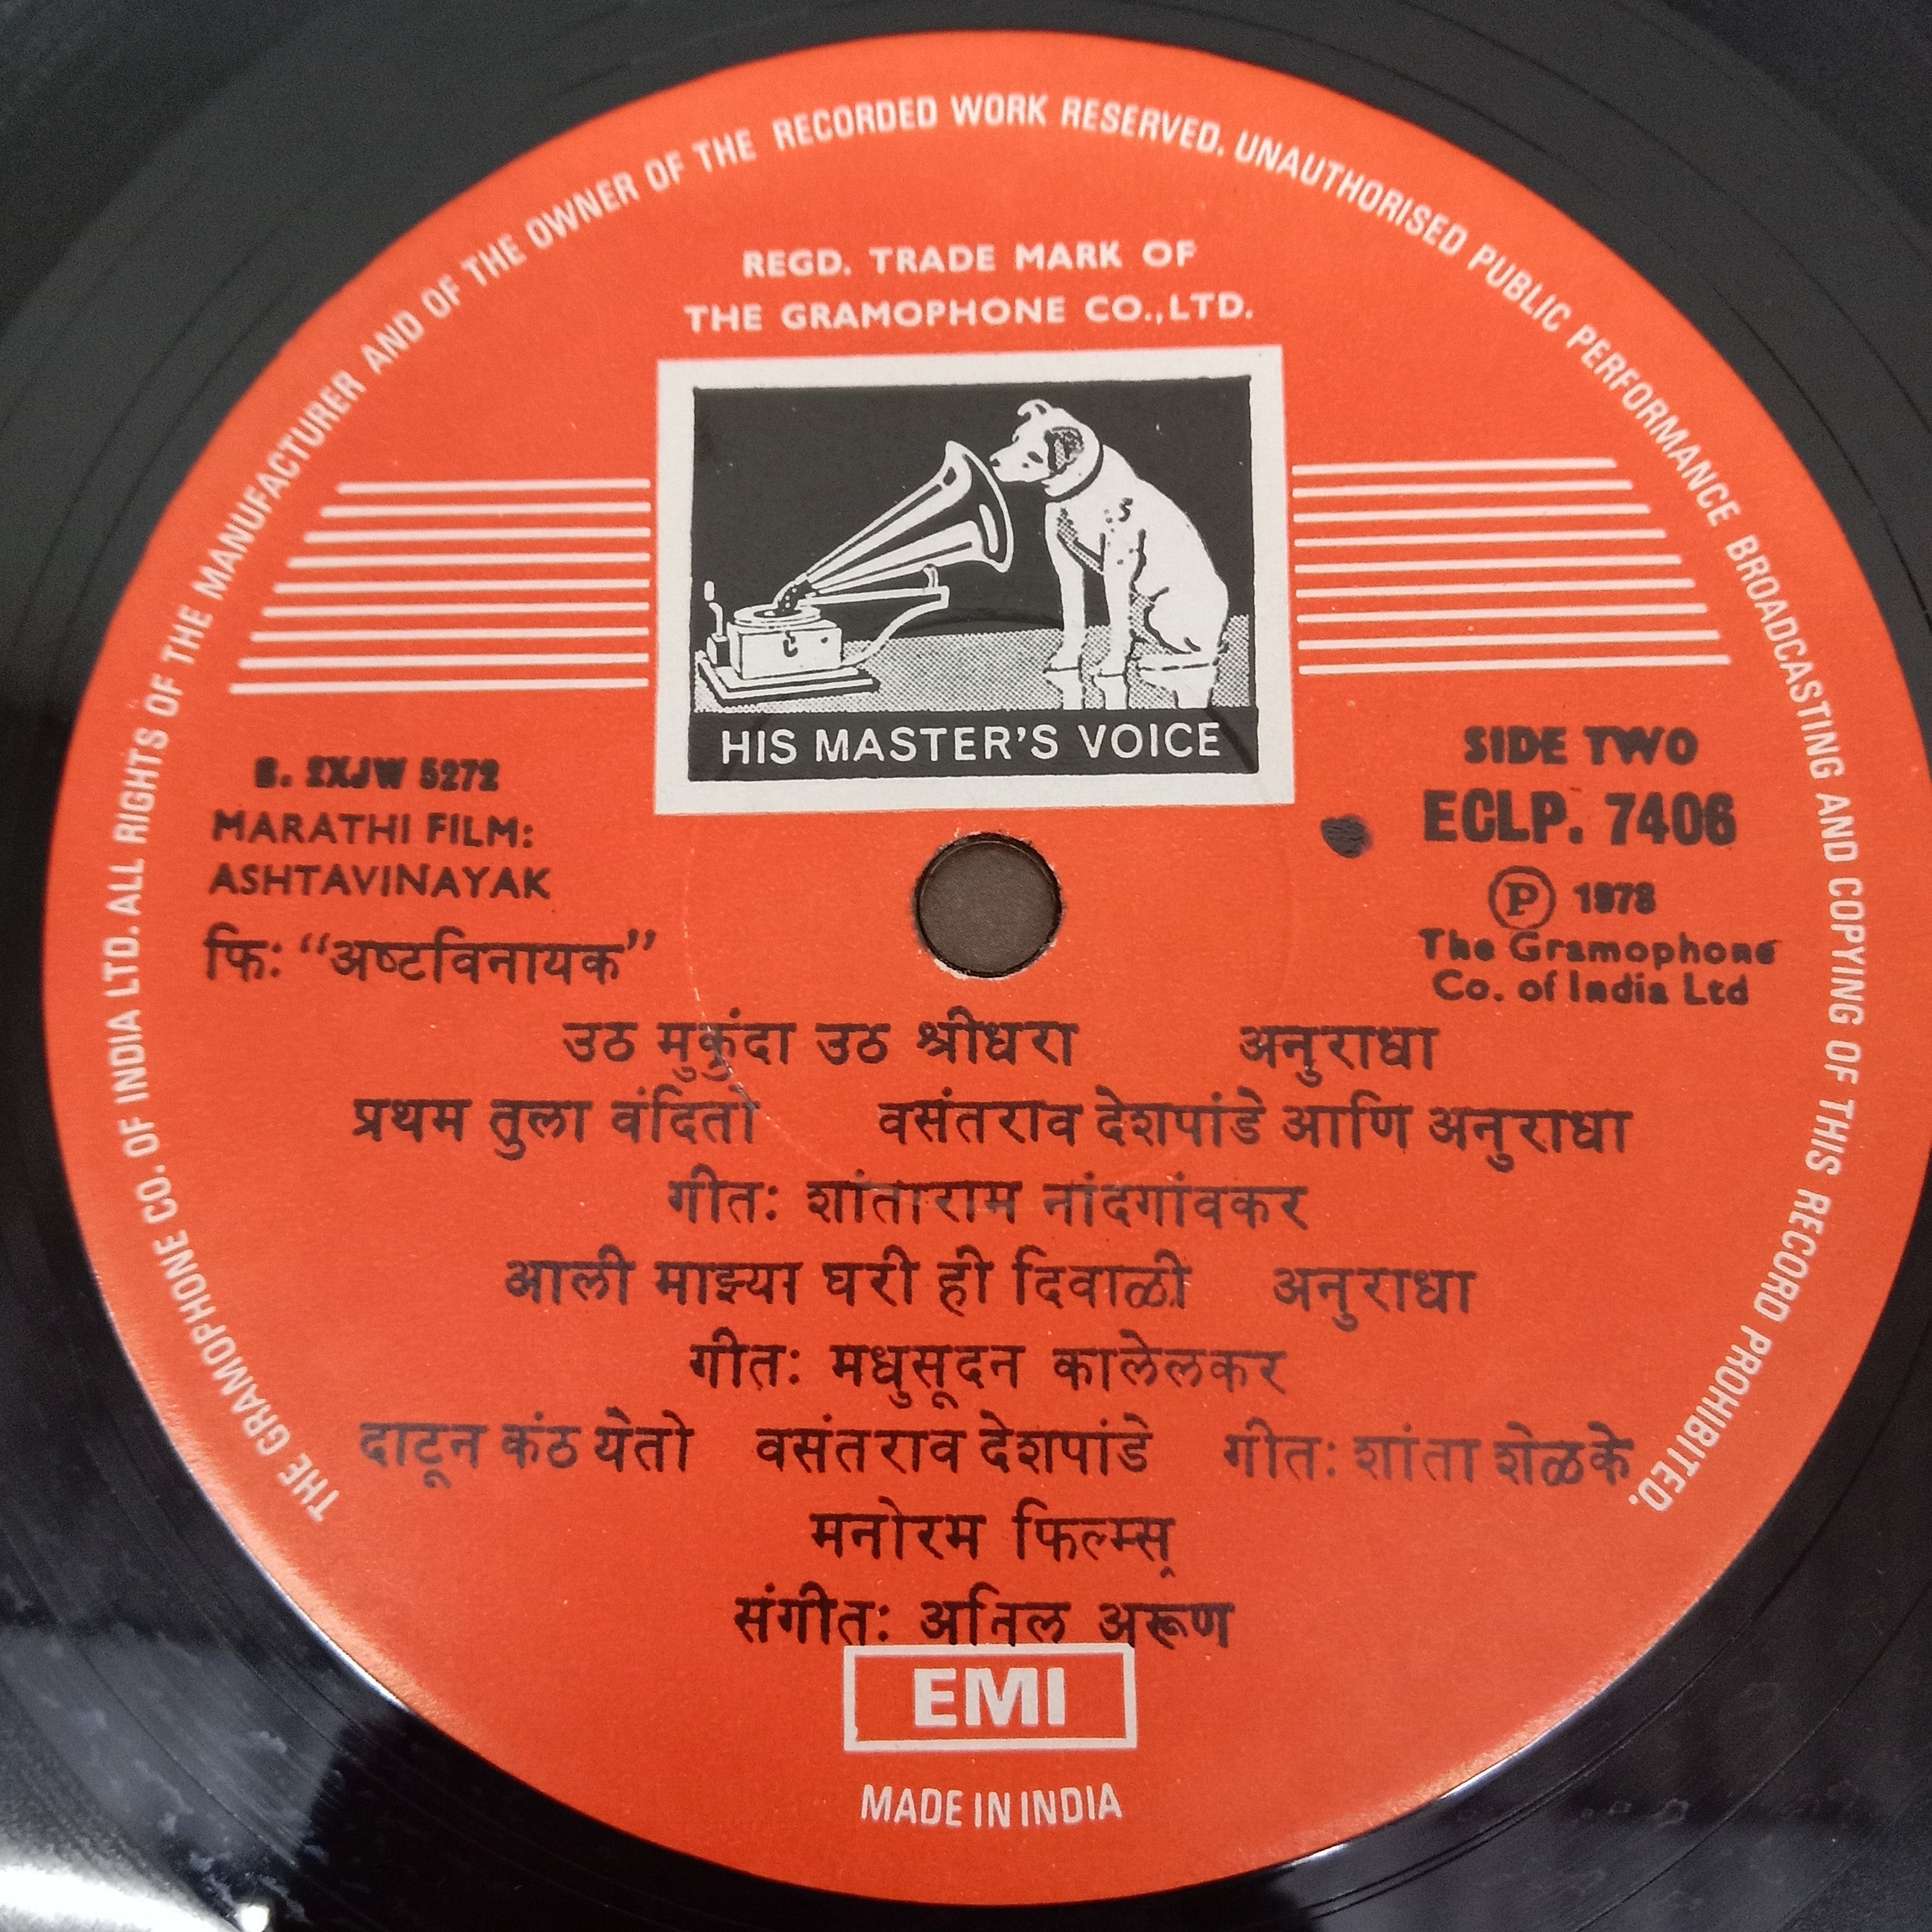 THE GRAMOPHONE CO. OF INDIA LTD. ALL RIGHTS OF THE MANUFACTURER AND OF THE OWNER OF THE RECORDED WORK RESERVED. UNAUTHORISED PUBLIC PERFORMANCE BROADCASTING AND COPYING OF THIS RECORD PROHIBITED.
REGD. TRADE MARK OF
THE GRAMOPHONE CO.,LTD.
HIS MASTER'S VOICE
2XJW 5272
MARATHI FILM:
ASHTAVINAYAK
फि: “अष्टविनायक”
SIDE TWO
ECLP. 7406
Ⓟ 1978
The Gramophone
Co. of India Ltd
उठ मुकुंदा उठ श्रीधरा अनुराधा
प्रथम तुला वंदितो वसंतराव देशपांडे आणि अनुराधा
गीत: शांताराम नांदगांवकर
आली माझ्या घरी ही दिवाळी अनुराधा
गीत: मधुसूदन कालेलकर
दाटून कंठ येतो वसंतराव देशपांडे गीत: शांता शेळके
मनोरम फिल्म्स्
संगीत: अनिल अरूण
EMI
MADE IN INDIA